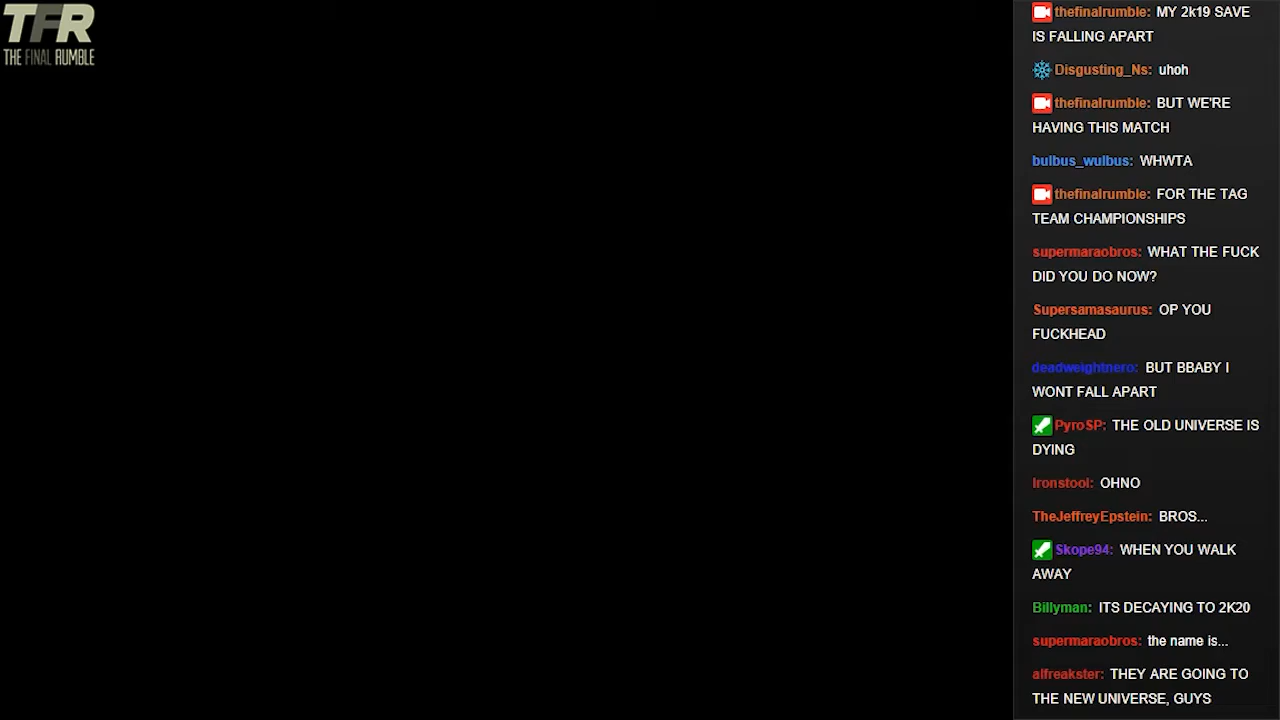 TFR
THE FINAL RUMBLE
thefinalrumble: MY 2k19 SAVE
IS FALLING APART
Disgusting_Ns: uhoh
thefinalrumble: BUT WE'RE
HAVING THIS MATCH
bulbus_wulbus: WHWTA
thefinalrumble: FOR THE TAG
TEAM CHAMPIONSHIPS
supermaraobros: WHAT THE FUCK
DID YOU DO NOW?
Supersamasaurus: OP YOU
FUCKHEAD
deadweightnero: BUT BBABY I
WONT FALL APART
PyroSP: THE OLD UNIVERSE IS
DYING
Ironstool: OHNO
TheJeffreyEpstein: BROS...
Skope94: WHEN YOU WALK
AWAY
Billyman: ITS DECAYING TO 2K20
supermaraobros: the name is...
alfreakster: THEY ARE GOING TO
THE NEW UNIVERSE, GUYS